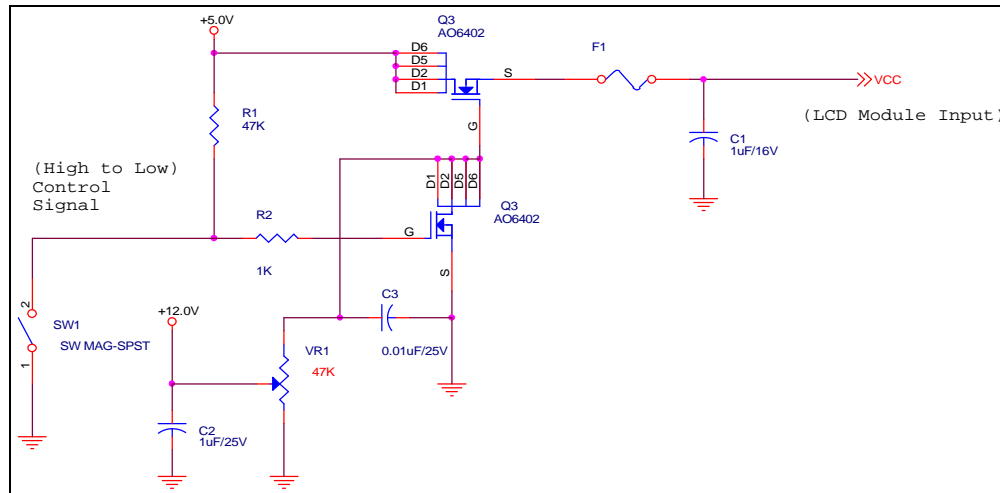 +5.0V
Q3
AO6402
D6
D5
D2
D1
S
G
F1
VCC
(LCD Module Input)
R1
47K
C1
1uF/16V
(High to Low)
Control
Signal
D1
D2
D5
D6
Q3
AO6402
R2
1K
G
S
2
1
SW1
SW MAG-SPST
+12.0V
C3
0.01uF/25V
VR1
47K
C2
1uF/25V